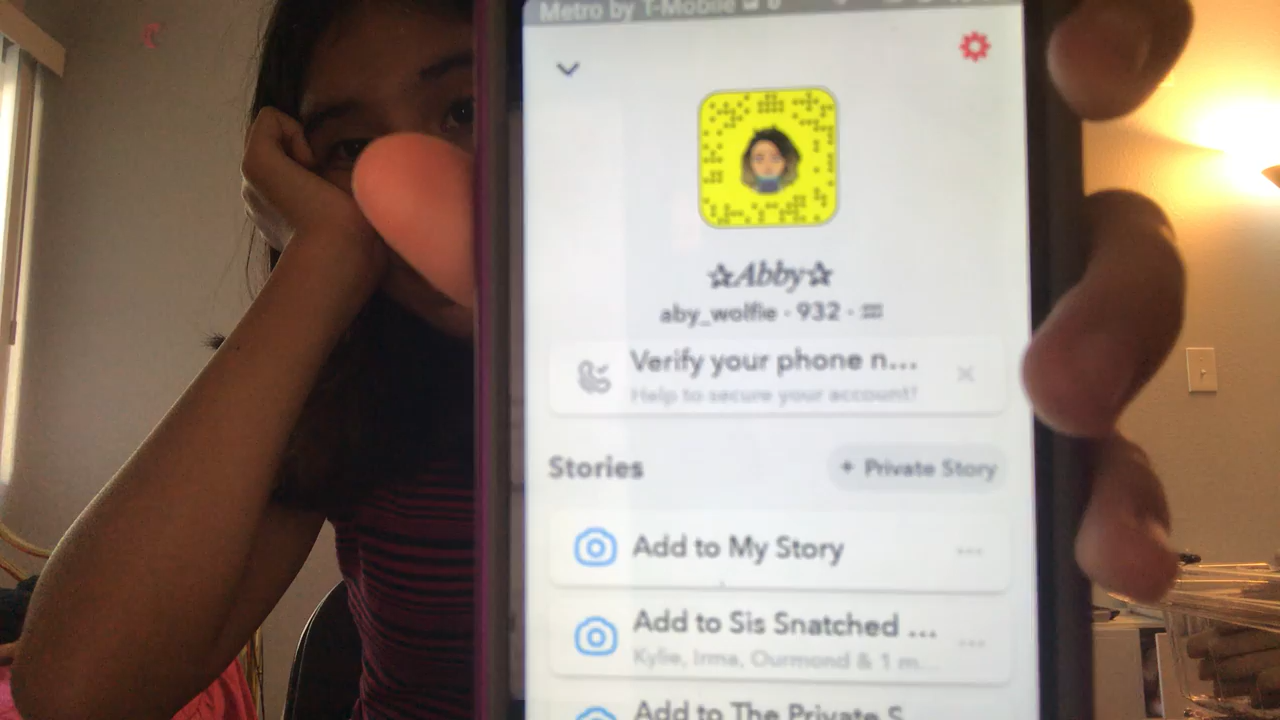 Metro by T-Mobile
☆Abby☆
aby_wolfie · 932 ·
Verify your phone n...
Help to secure your account!
Stories
+ Private Story
Add to My Story
Add to Sis Snatched ...
Kylie, Irma, Ourmond & 1 m...
Add to The Private S